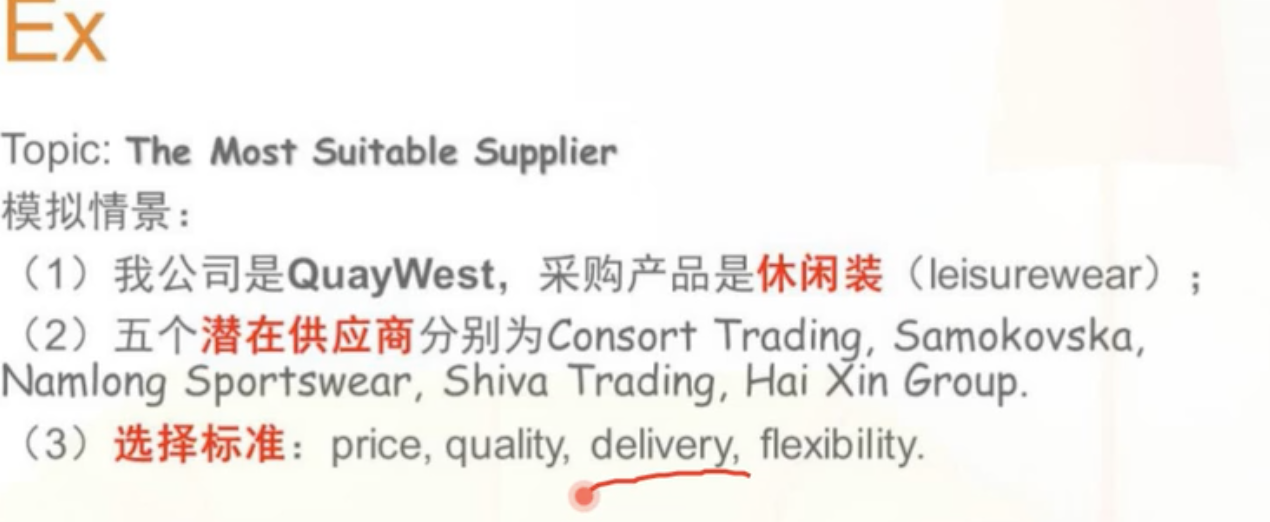 Ex
Topic: The Most Suitable Supplier
模拟情景：
（1）我公司是QuayWest，采购产品是休闲装（leisurewear）；
（2）五个潜在供应商分别为Consort Trading, Samokovska,
Namlong Sportswear, Shiva Trading, Hai Xin Group.
（3）选择标准：price, quality, delivery, flexibility.